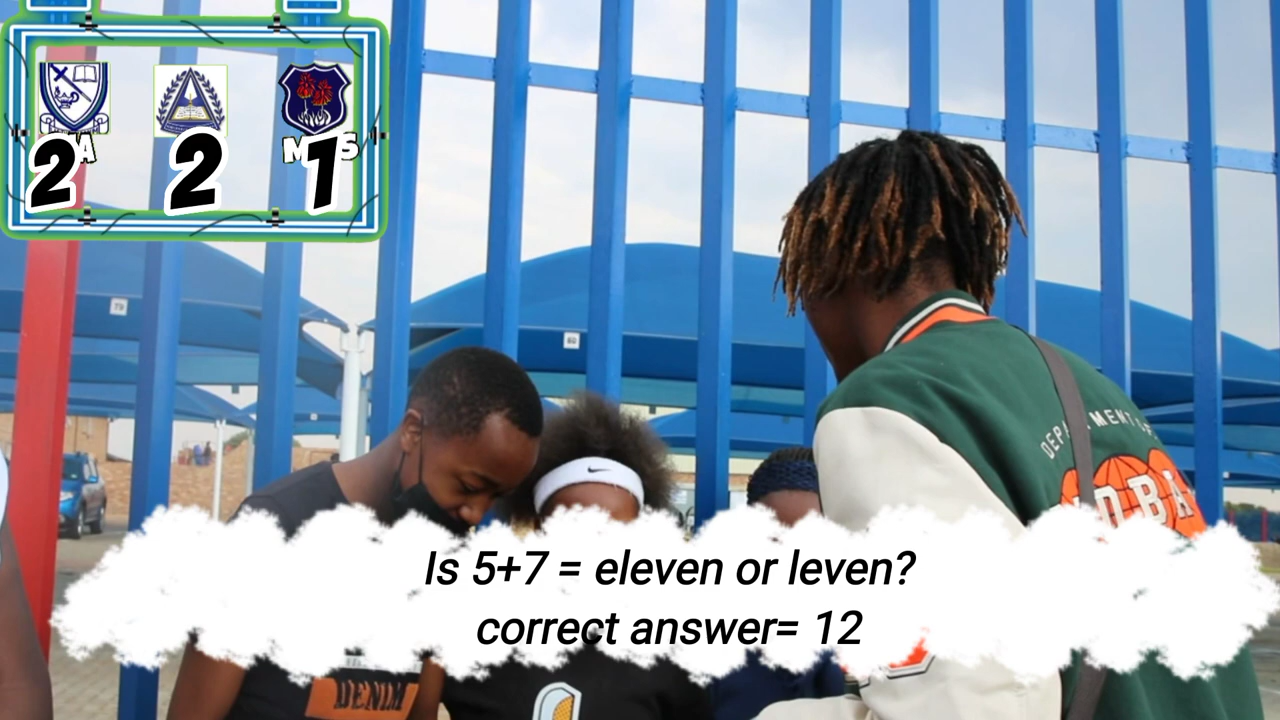 2 2 1
Is 5+7 = eleven or leven?
correct answer= 12
DENIM